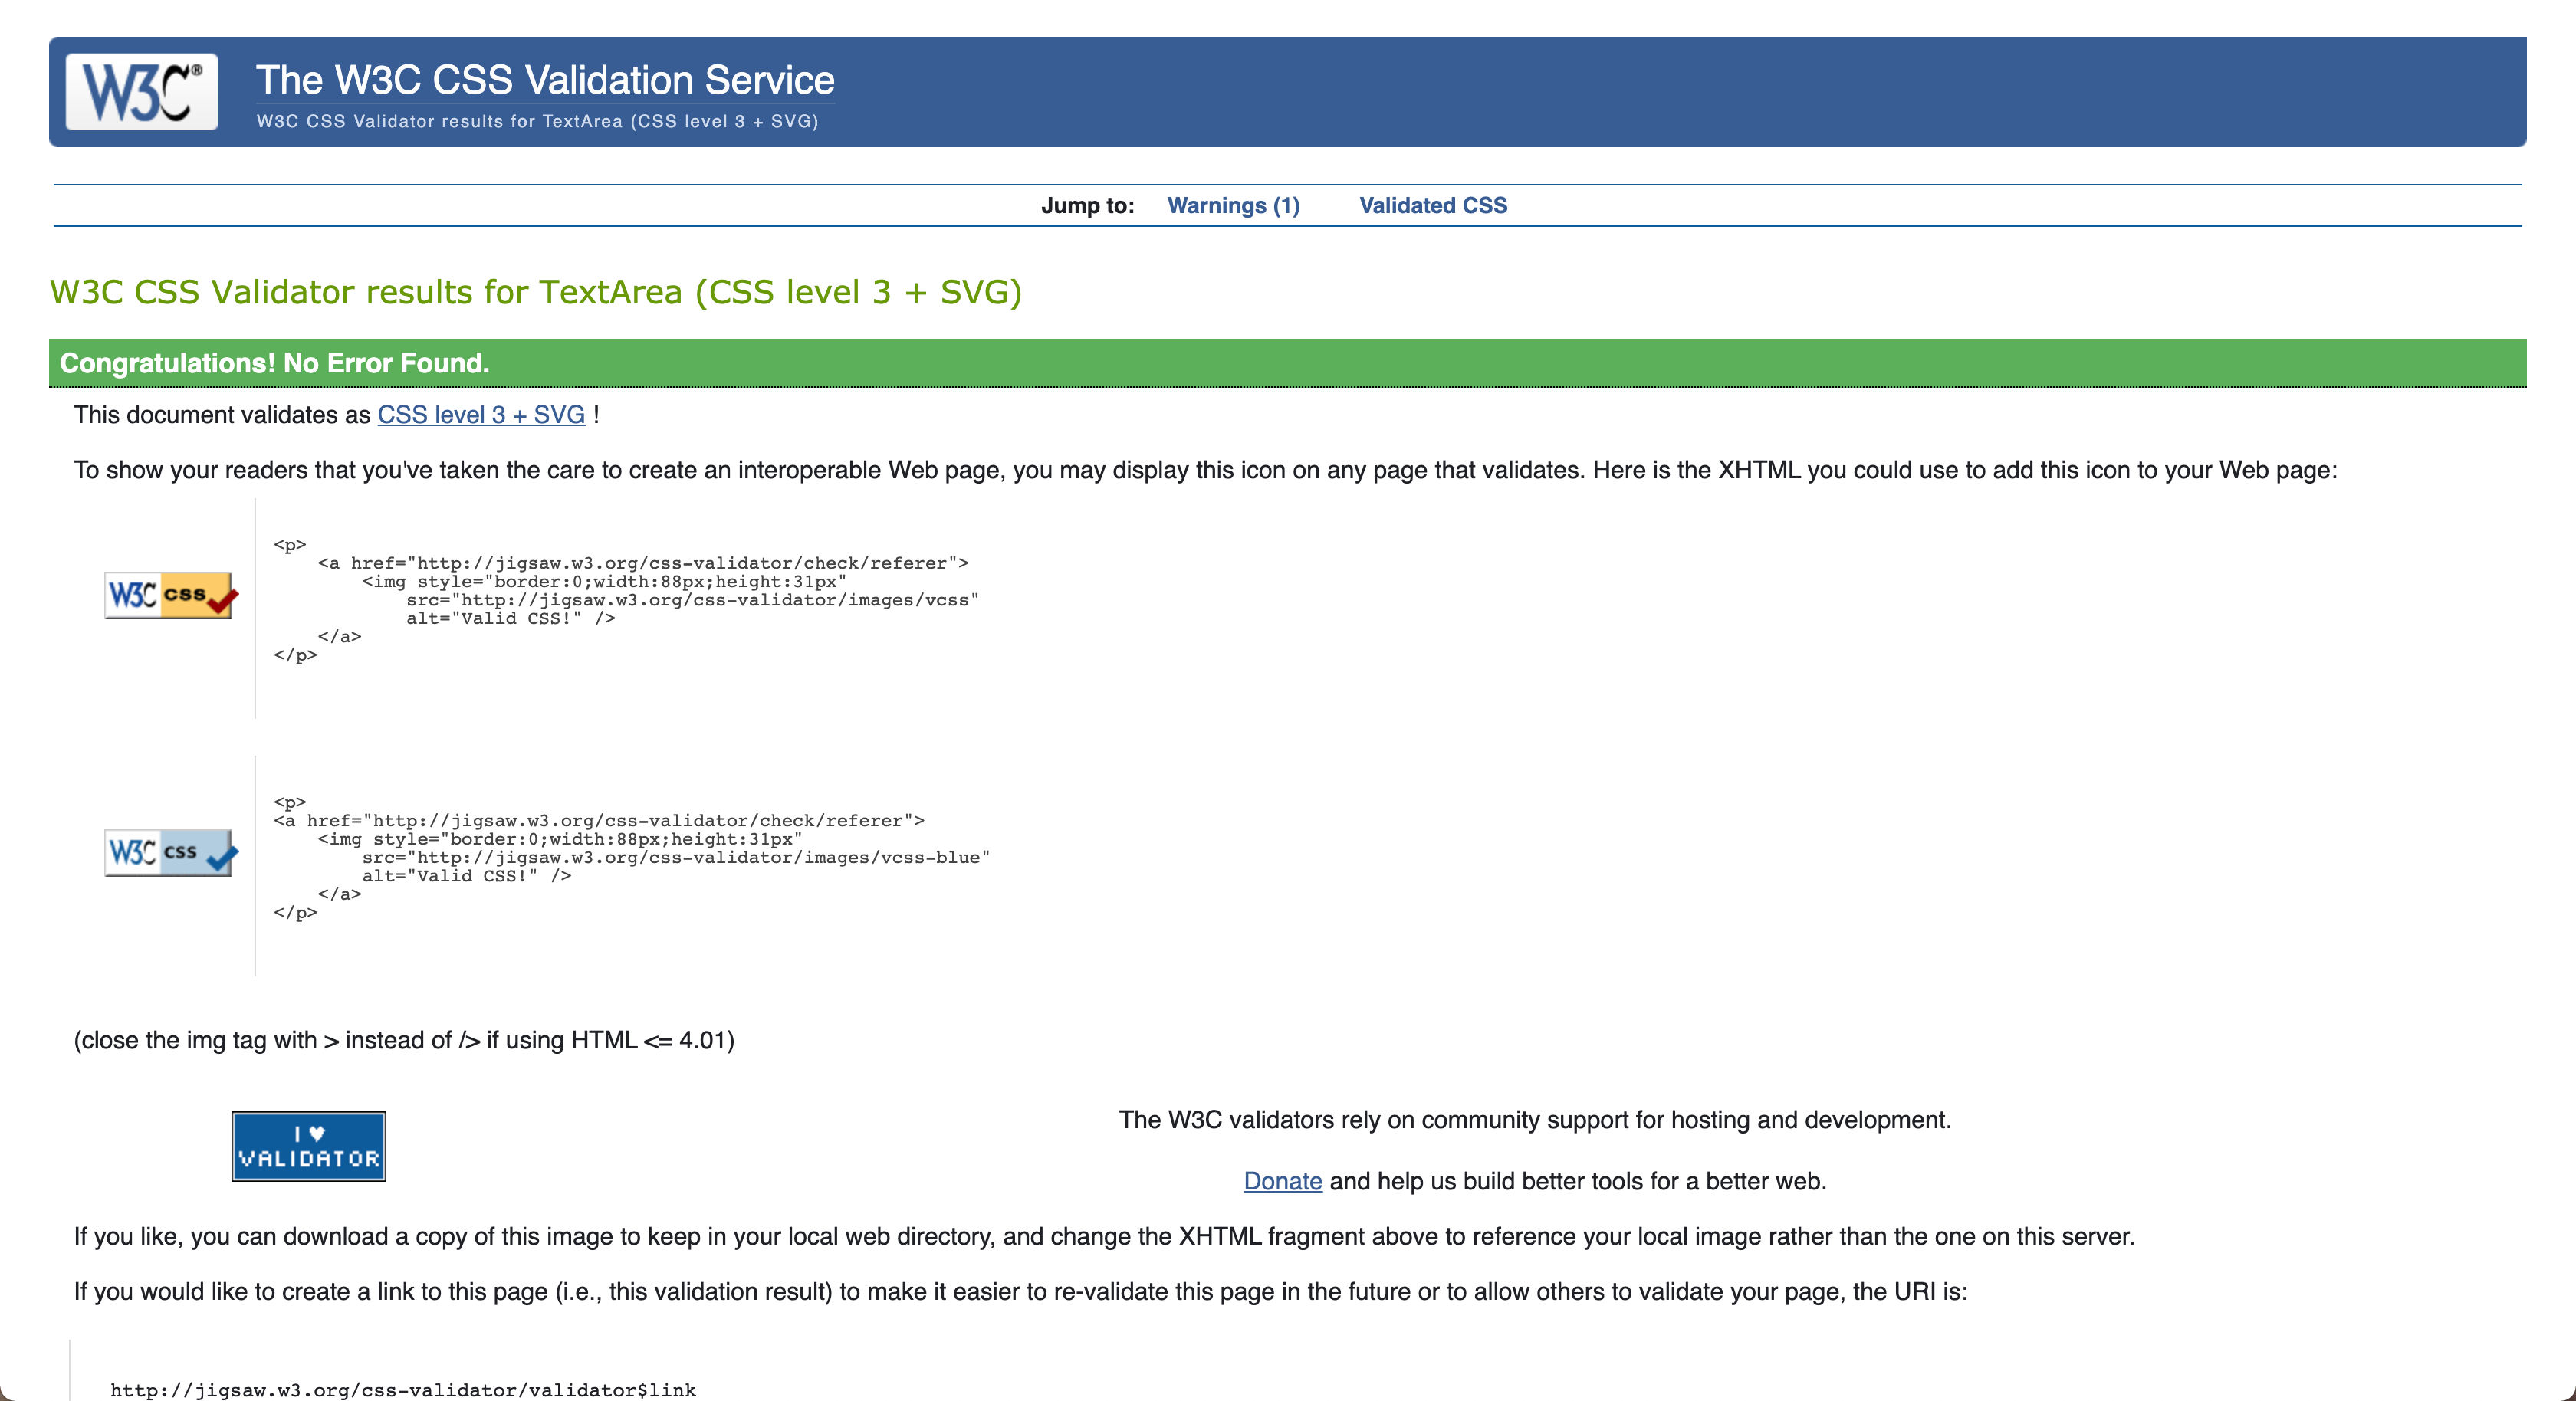 W3C®
The W3C CSS Validation Service
W3C CSS Validator results for TextArea (CSS level 3 + SVG)
Jump to: Warnings (1) Validated CSS
W3C CSS Validator results for TextArea (CSS level 3 + SVG)
Congratulations! No Error Found.
This document validates as CSS level 3 + SVG !
To show your readers that you've taken the care to create an interoperable Web page, you may display this icon on any page that validates. Here is the XHTML you could use to add this icon to your Web page:
W3C css
<p>
    <a href="http://jigsaw.w3.org/css-validator/check/referer">
        <img style="border:0;width:88px;height:31px"
            src="http://jigsaw.w3.org/css-validator/images/vcss"
            alt="Valid CSS!" />
    </a>
</p>
W3C css
<p>
<a href="http://jigsaw.w3.org/css-validator/check/referer">
    <img style="border:0;width:88px;height:31px"
        src="http://jigsaw.w3.org/css-validator/images/vcss-blue"
        alt="Valid CSS!" />
    </a>
</p>
(close the img tag with > instead of /> if using HTML <= 4.01)
I ♥
VALIDATOR
The W3C validators rely on community support for hosting and development.
Donate and help us build better tools for a better web.
If you like, you can download a copy of this image to keep in your local web directory, and change the XHTML fragment above to reference your local image rather than the one on this server.
If you would like to create a link to this page (i.e., this validation result) to make it easier to re-validate this page in the future or to allow others to validate your page, the URI is:
http://jigsaw.w3.org/css-validator/validator$link